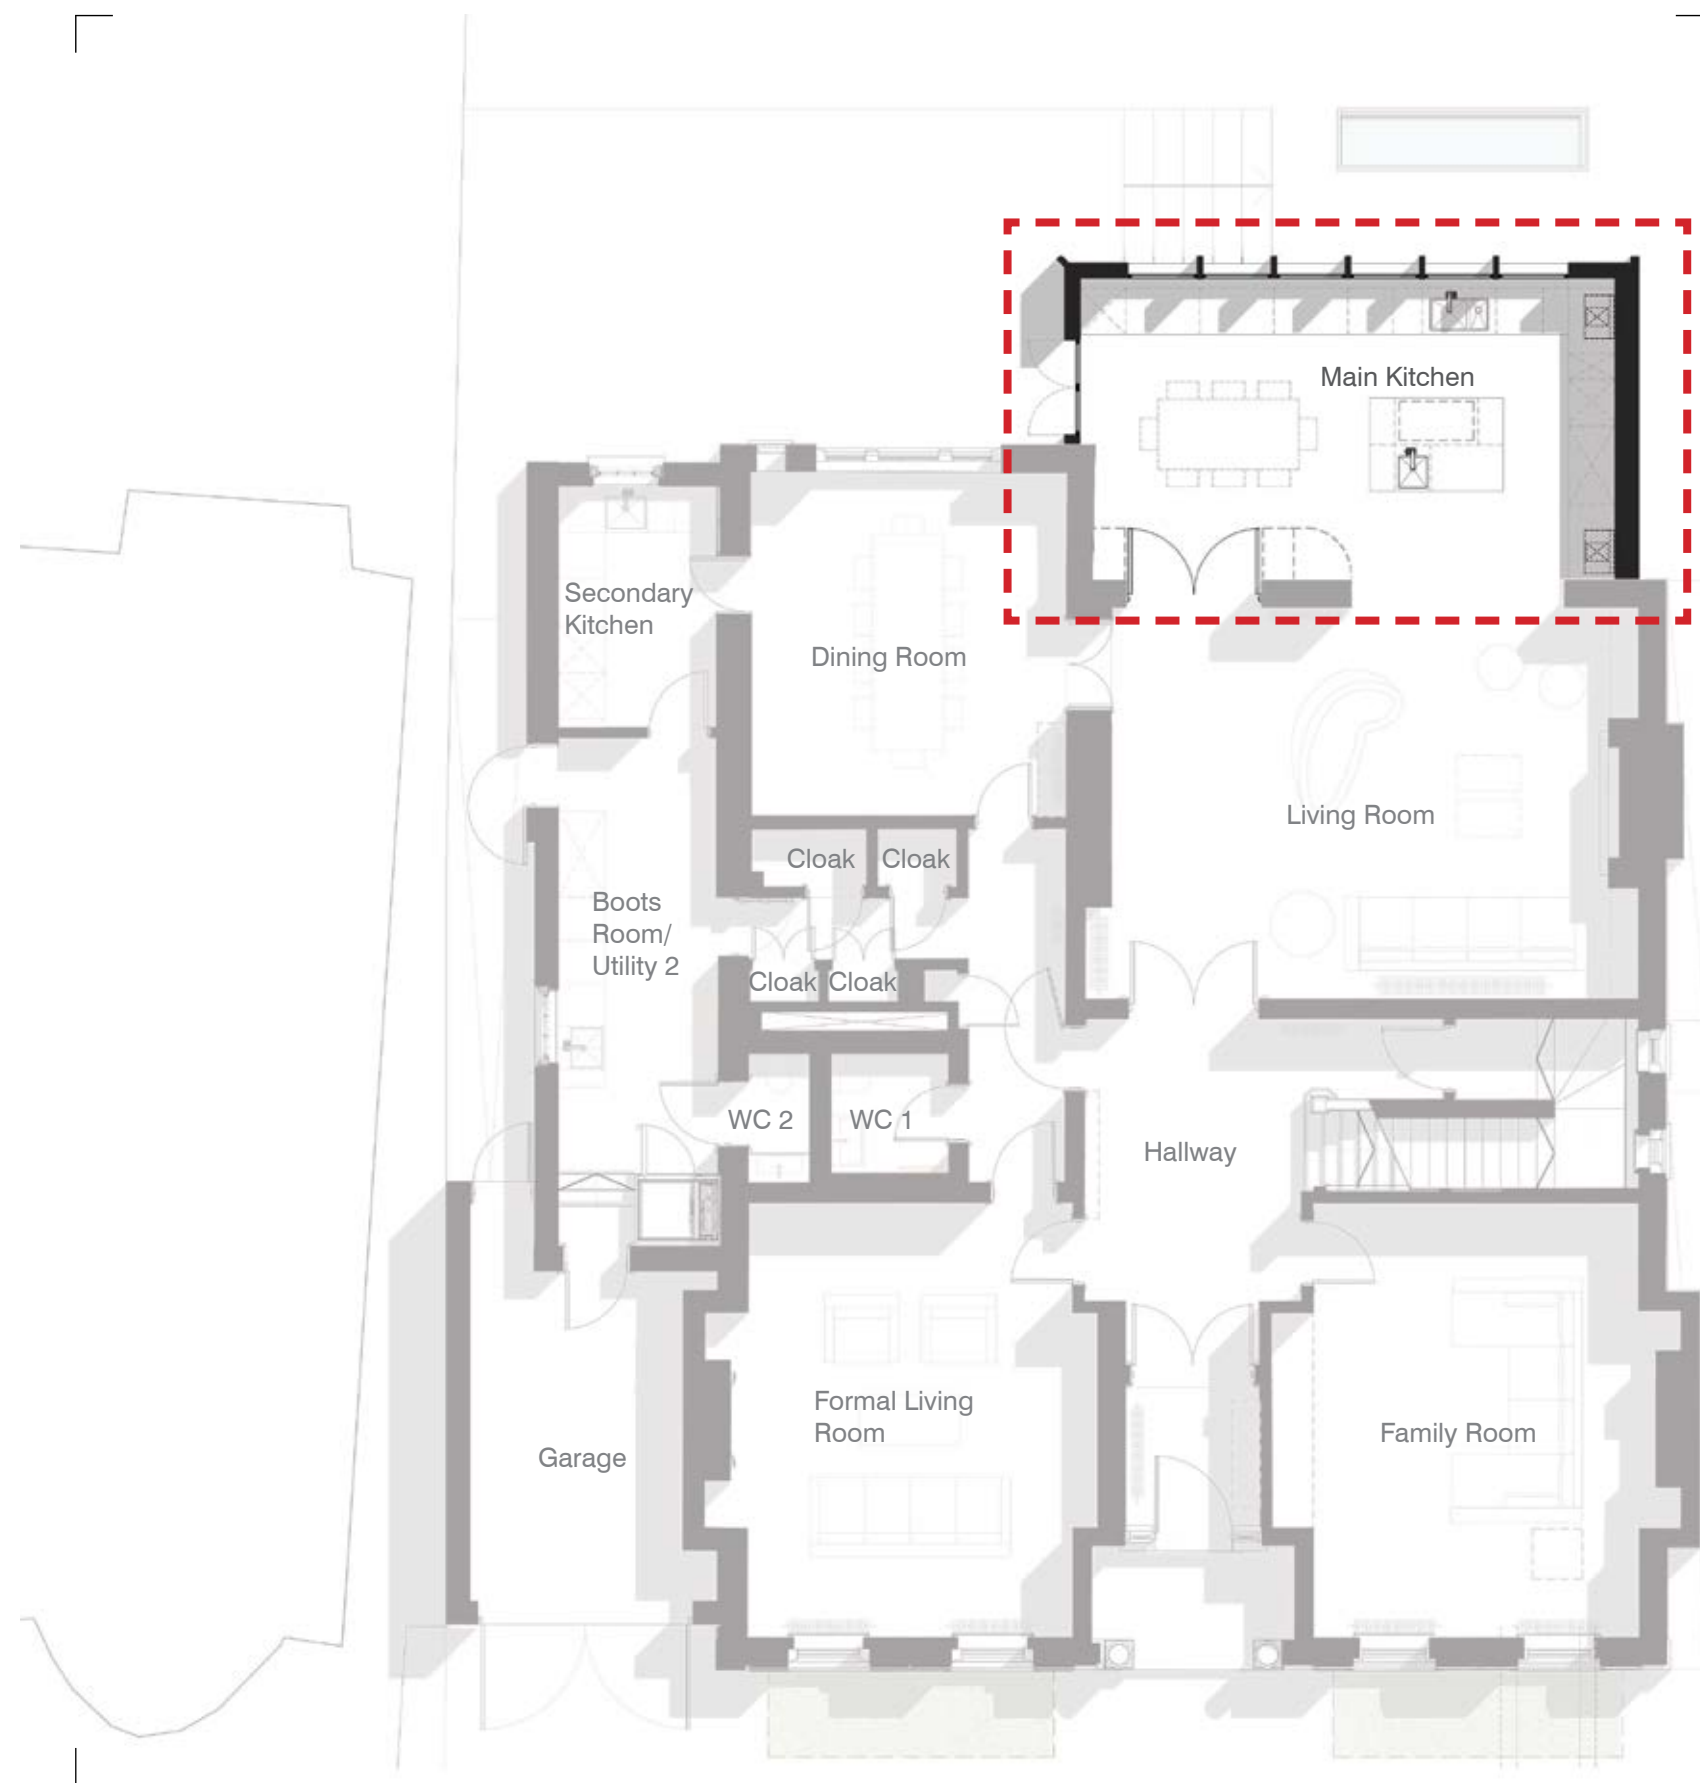 Main Kitchen
Secondary
Kitchen
Dining Room
Living Room
Cloak
Cloak
Boots
Room/
Utility 2
Cloak
Cloak
WC 2
WC 1
Hallway
Formal Living
Room
Family Room
Garage